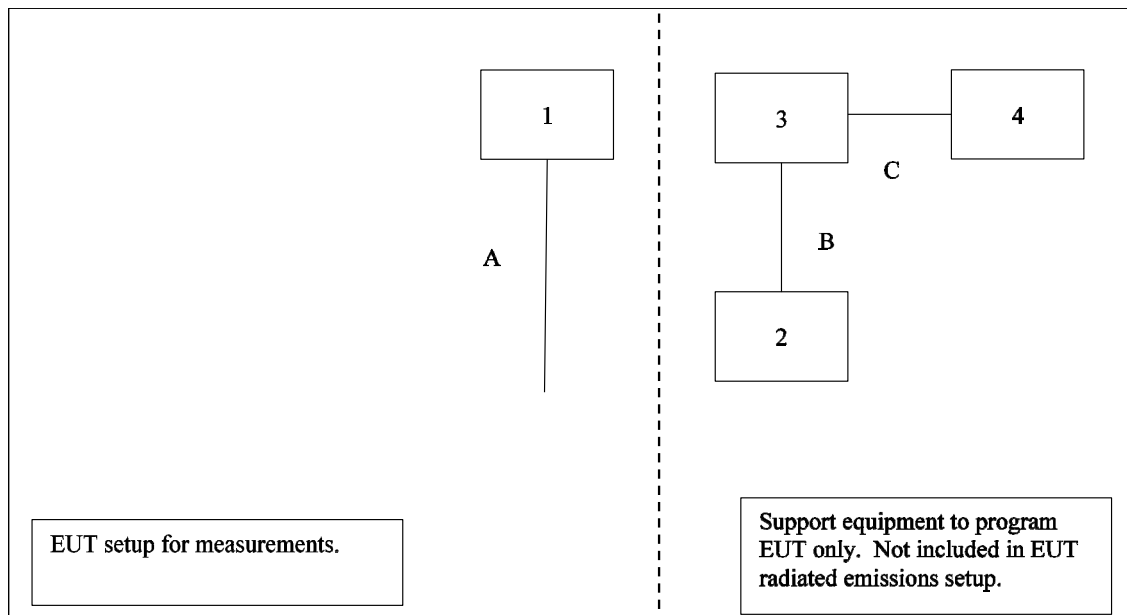 1
3
4
C
A
B
2
EUT setup for measurements.
Support equipment to program
EUT only.  Not included in EUT
radiated emissions setup.